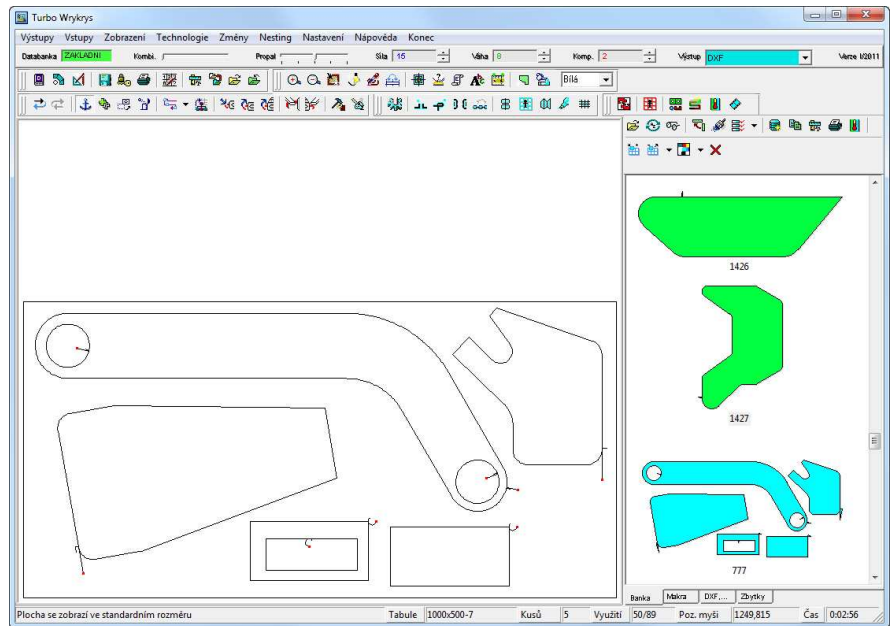 Turbo Wrykrys
Výstupy Vstupy Zobrazení Technologie Změny Nesting Nastavení Nápověda Konec
Databanka ZAKLADNI Kombi. Propal Síla 15 Váha 8 Komp. 2 Výstup DXF Verze I/2011
Bílá
1426
1427
777
Banka Makra DXF,... Zbytky
Plocha se zobrazí ve standardním rozměru Tabule 1000x500-7 Kusů 5 Využití 50/89 Poz. myši 1249,815 Čas 0:02:56